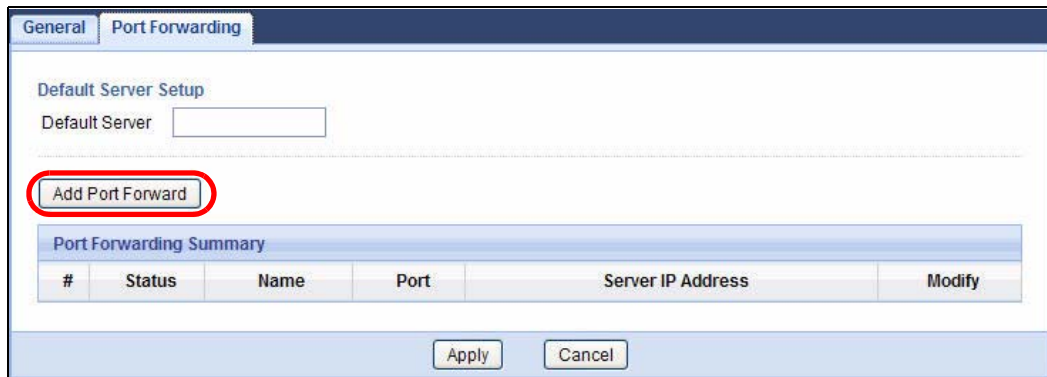 General Port Forwarding
Default Server Setup
Default Server
Add Port Forward
Port Forwarding Summary
# Status Name Port Server IP Address Modify
Apply Cancel